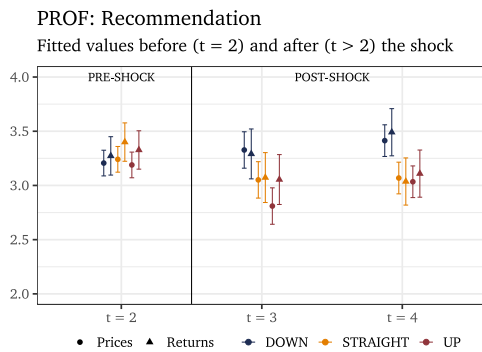 PROF: Recommendation
Fitted values before (t = 2) and after (t > 2) the shock
PRE-SHOCK POST-SHOCK
4.0
3.5
3.0
2.5
2.0
t = 2 t = 3 t = 4
Prices Returns DOWN STRAIGHT UP